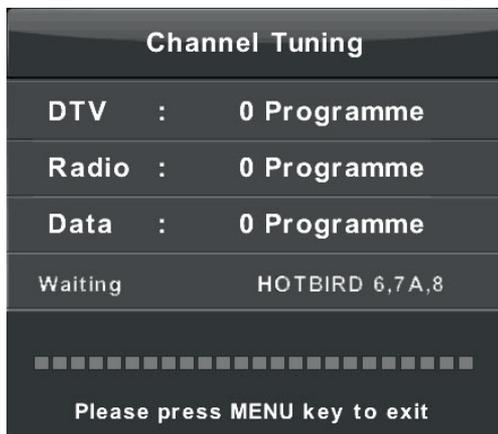 Channel Tuning
DTV : 0 Programme
Radio : 0 Programme
Data : 0 Programme
Waiting HOTBIRD 6,7A,8
Please press MENU key to exit